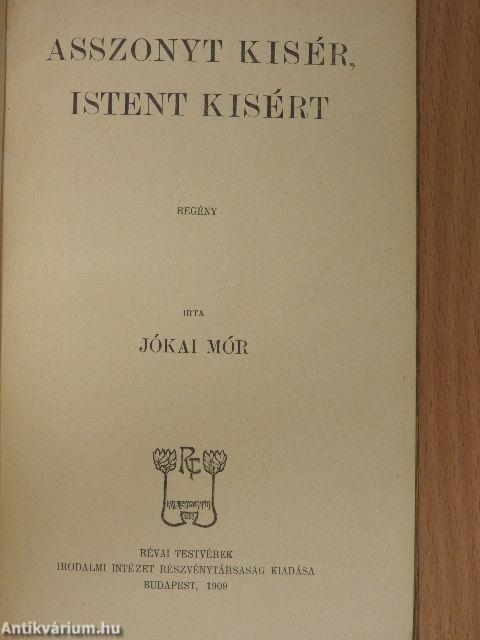 ASSZONYT KISÉR,
ISTENT KISÉRT
REGÉNY
IRTA
JÓKAI MÓR
RÉVAI TESTVÉREK
IRODALMI INTÉZET RÉSZVÉNYTÁRSASÁG KIADÁSA
BUDAPEST, 1909
Antikvárium.hu